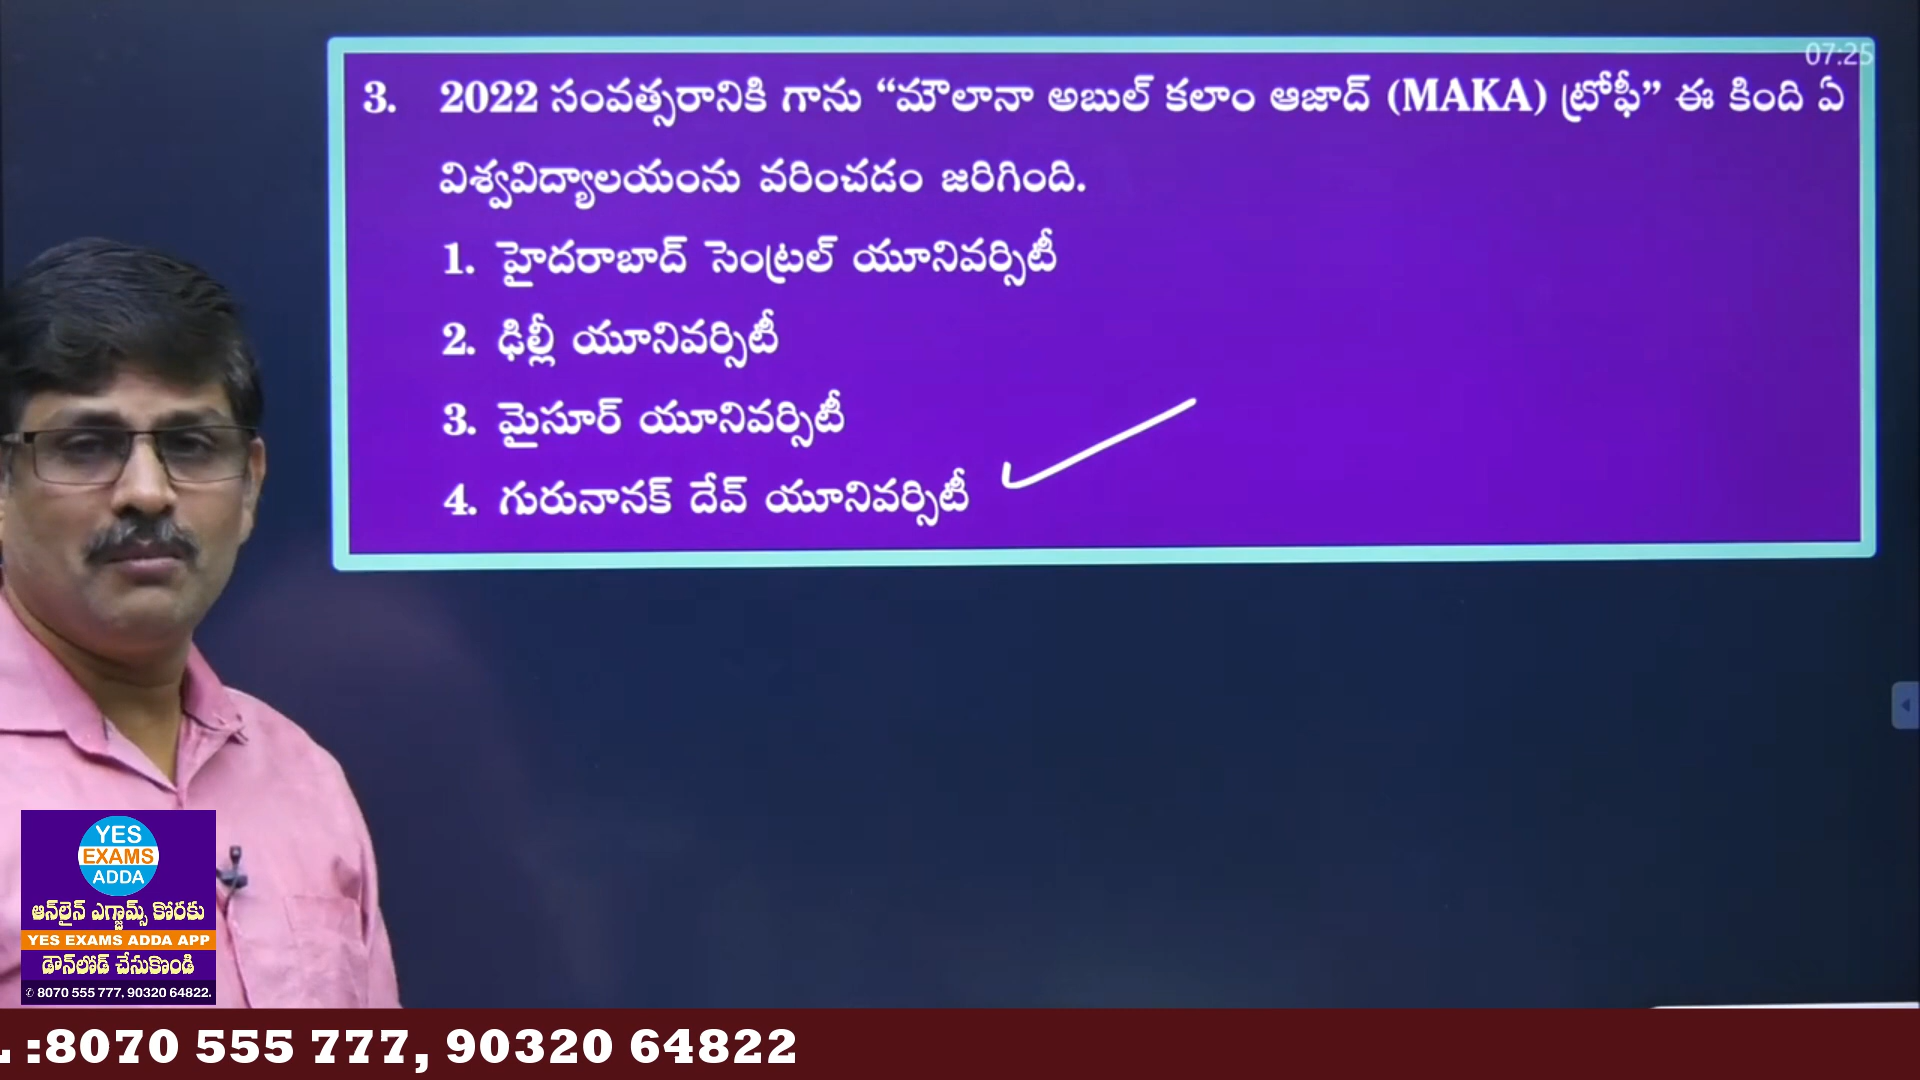 07:25
3. 2022 సంవత్సరానికి గాను “మౌలానా అబుల్ కలాం ఆజాద్ (MAKA) ట్రోఫీ” ఈ కింది ఏ
విశ్వవిద్యాలయంను వరించడం జరిగింది.
1. హైదరాబాద్ సెంట్రల్ యూనివర్సిటీ
2. ఢిల్లీ యూనివర్సిటీ
3. మైసూర్ యూనివర్సిటీ
4. గురునానక్ దేవ్ యూనివర్సిటీ
YES
EXAMS
ADDA
ఆన్‌లైన్ ఎగ్జామ్స్ కోరకు
YES EXAMS ADDA APP
డౌన్‌లోడ్ చేసుకొండి
✆ 8070 555 777, 90320 64822.
:8070 555 777, 90320 64822